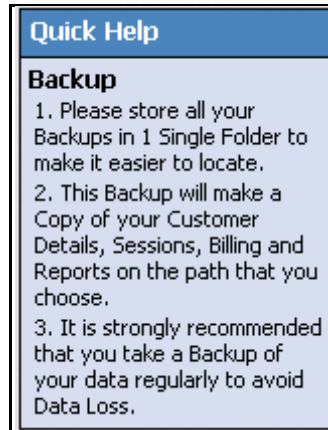 Quick Help
Backup
1. Please store all your
Backups in 1 Single Folder to
make it easier to locate.
2. This Backup will make a
Copy of your Customer
Details, Sessions, Billing and
Reports on the path that you
choose.
3. It is strongly recommended
that you take a Backup of
your data regularly to avoid
Data Loss.